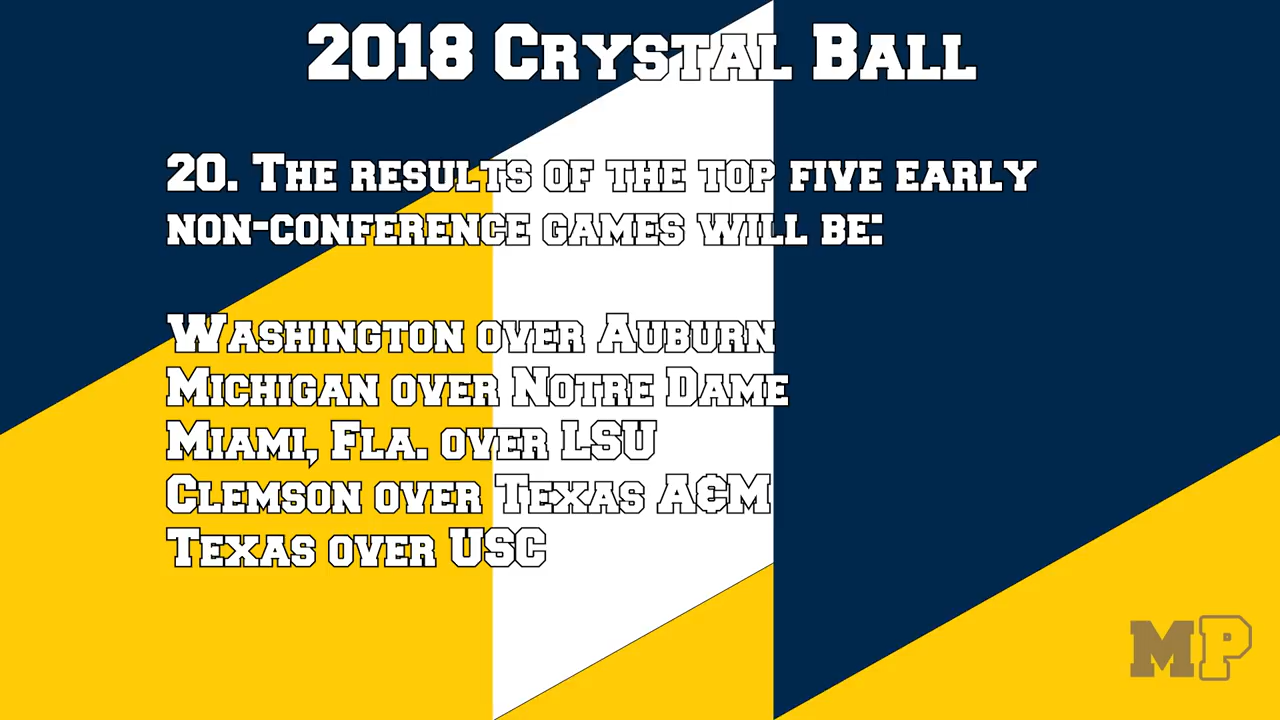 2018 Crystal Ball
20. The results of the top five early
non-conference games will be:
Washington over Auburn
Michigan over Notre Dame
Miami, Fla. over LSU
Clemson over Texas A&M
Texas over USC
MP